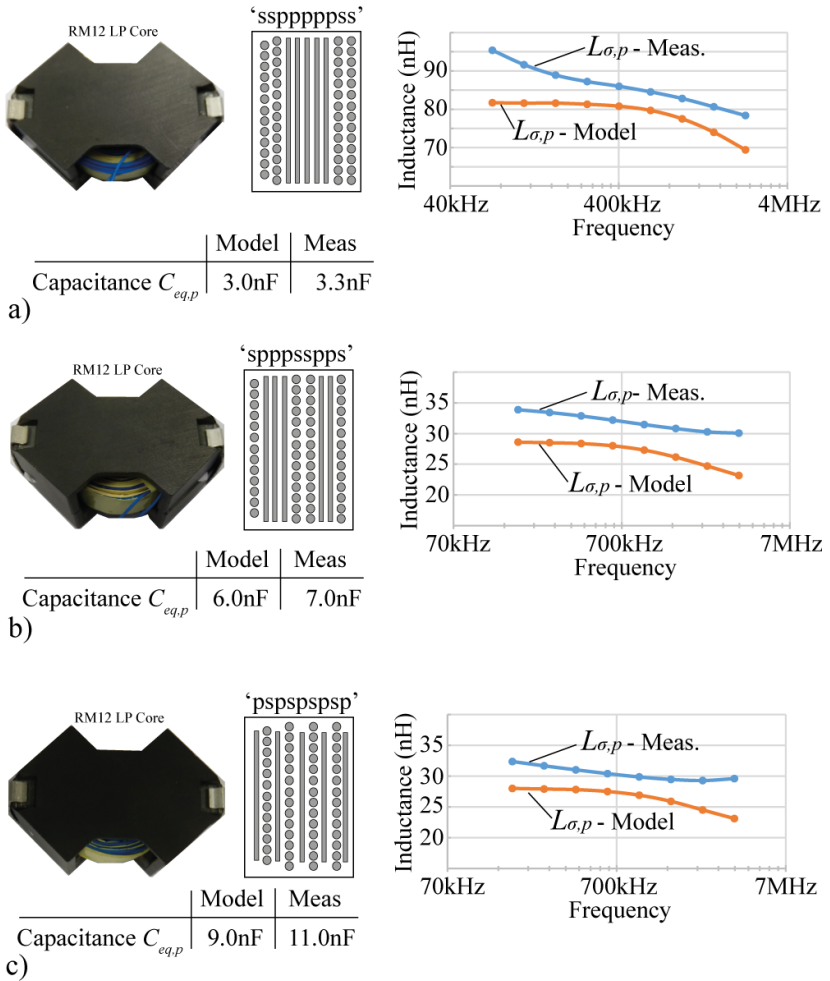 RM12 LP Core
‘sspppppss’
Inductance (nH)
90
80
70
Lσ,p - Meas.
Lσ,p - Model
40kHz 400kHz 4MHz
Frequency
Model Meas
Capacitance Ceq,p 3.0nF 3.3nF
a)
RM12 LP Core
‘spppsspps’
Inductance (nH)
35
30
25
20
Lσ,p- Meas.
Lσ,p - Model
70kHz 700kHz 7MHz
Frequency
Model Meas
Capacitance Ceq,p 6.0nF 7.0nF
b)
RM12 LP Core
‘pspspspsp’
Inductance (nH)
35
30
25
20
Lσ,p - Meas.
Lσ,p - Model
70kHz 700kHz 7MHz
Frequency
Model Meas
Capacitance Ceq,p 9.0nF 11.0nF
c)